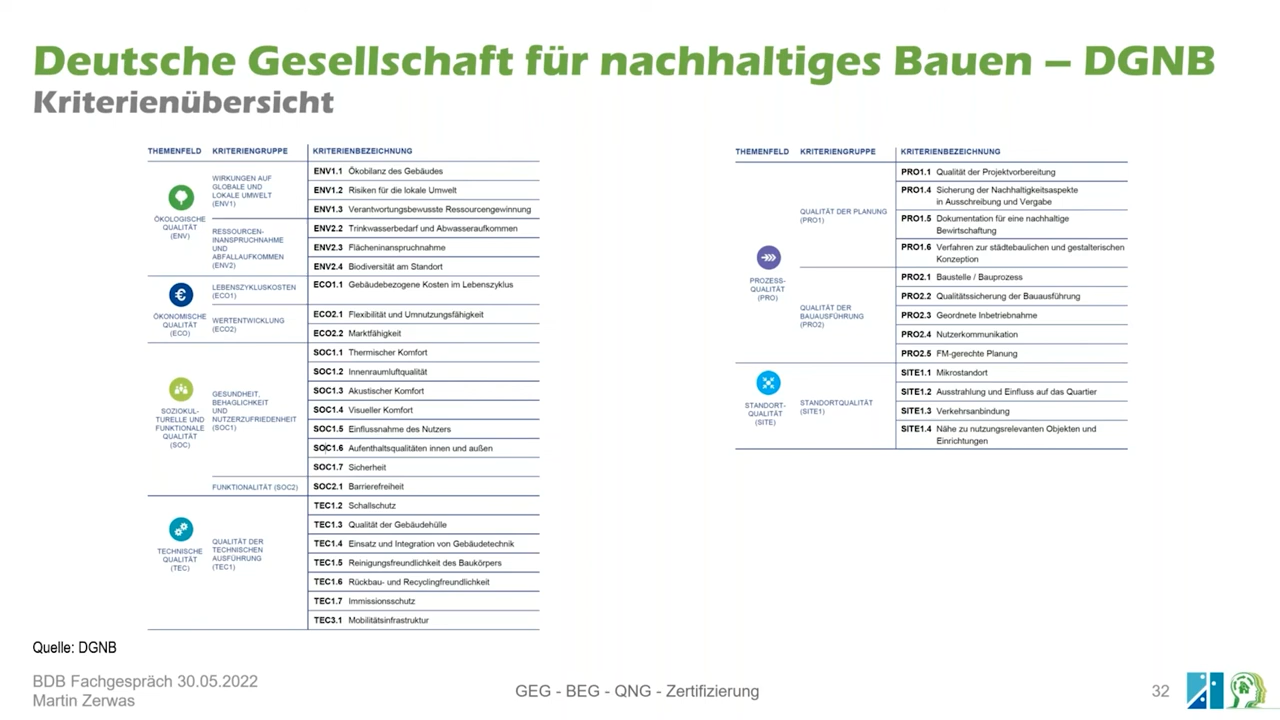 Deutsche Gesellschaft für nachhaltiges Bauen – DGNB
Kriterienübersicht
THEMENFELD KRITERIENGRUPPE KRITERIENBEZEICHNUNG
ÖKOLOGISCHE
QUALITÄT
(ENV)
WIRKUNGEN AUF
GLOBALE UND
LOKALE UMWELT
(ENV1)
ENV1.1 Ökobilanz des Gebäudes
ENV1.2 Risiken für die lokale Umwelt
ENV1.3 Verantwortungsbewusste Ressourcengewinnung
RESSOURCEN-
INANSPRUCHNAHME
UND
ABFALLAUFKOMMEN
(ENV2)
ENV2.2 Trinkwasserbedarf und Abwasseraufkommen
ENV2.3 Flächeninanspruchnahme
ENV2.4 Biodiversität am Standort
€
ÖKONOMISCHE
QUALITÄT
(ECO)
LEBENSZYKLUSKOSTEN
(ECO1)
ECO1.1 Gebäudebezogene Kosten im Lebenszyklus
WERTENTWICKLUNG
(ECO2)
ECO2.1 Flexibilität und Umnutzungsfähigkeit
ECO2.2 Marktfähigkeit
SOZIOKUL-
TURELLE UND
FUNKTIONALE
QUALITÄT
(SOC)
GESUNDHEIT,
BEHAGLICHKEIT
UND
NUTZERZUFRIEDENHEIT
(SOC1)
SOC1.1 Thermischer Komfort
SOC1.2 Innenraumluftqualität
SOC1.3 Akustischer Komfort
SOC1.4 Visueller Komfort
SOC1.5 Einflussnahme des Nutzers
SOC1.6 Aufenthaltsqualitäten innen und außen
SOC1.7 Sicherheit
FUNKTIONALITÄT (SOC2)
SOC2.1 Barrierefreiheit
TECHNISCHE
QUALITÄT
(TEC)
QUALITÄT DER
TECHNISCHEN
AUSFÜHRUNG
(TEC1)
TEC1.2 Schallschutz
TEC1.3 Qualität der Gebäudehülle
TEC1.4 Einsatz und Integration von Gebäudetechnik
TEC1.5 Reinigungsfreundlichkeit des Baukörpers
TEC1.6 Rückbau- und Recyclingfreundlichkeit
TEC1.7 Immissionsschutz
TEC3.1 Mobilitätsinfrastruktur
THEMENFELD KRITERIENGRUPPE KRITERIENBEZEICHNUNG
PROZESS-
QUALITÄT
(PRO)
QUALITÄT DER PLANUNG
(PRO1)
PRO1.1 Qualität der Projektvorbereitung
PRO1.4 Sicherung der Nachhaltigkeitsaspekte
in Ausschreibung und Vergabe
PRO1.5 Dokumentation für eine nachhaltige
Bewirtschaftung
PRO1.6 Verfahren zur städtebaulichen und gestalterischen
Konzeption
QUALITÄT DER
BAUAUSFÜHRUNG
(PRO2)
PRO2.1 Baustelle / Bauprozess
PRO2.2 Qualitätssicherung der Bauausführung
PRO2.3 Geordnete Inbetriebnahme
PRO2.4 Nutzerkommunikation
PRO2.5 FM-gerechte Planung
STANDORT-
QUALITÄT
(SITE)
STANDORTQUALITÄT
(SITE1)
SITE1.1 Mikrostandort
SITE1.2 Ausstrahlung und Einfluss auf das Quartier
SITE1.3 Verkehrsanbindung
SITE1.4 Nähe zu nutzungsrelevanten Objekten und
Einrichtungen
Quelle: DGNB
BDB Fachgespräch 30.05.2022
Martin Zerwas
GEG - BEG - QNG - Zertifizierung
32